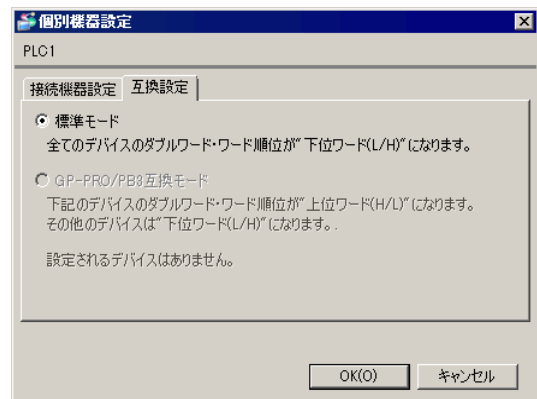 個別機器設定
PLC1
接続機器設定 互換設定
標準モード
全てのデバイスのダブルワード・ワード順位が"下位ワード(L/H)"になります。
GP-PRO/PB3互換モード
下記のデバイスのダブルワード・ワード順位が"上位ワード(H/L)"になります。
その他のデバイスは"下位ワード(L/H)"になります。.
設定されるデバイスはありません。
OK(O) キャンセル